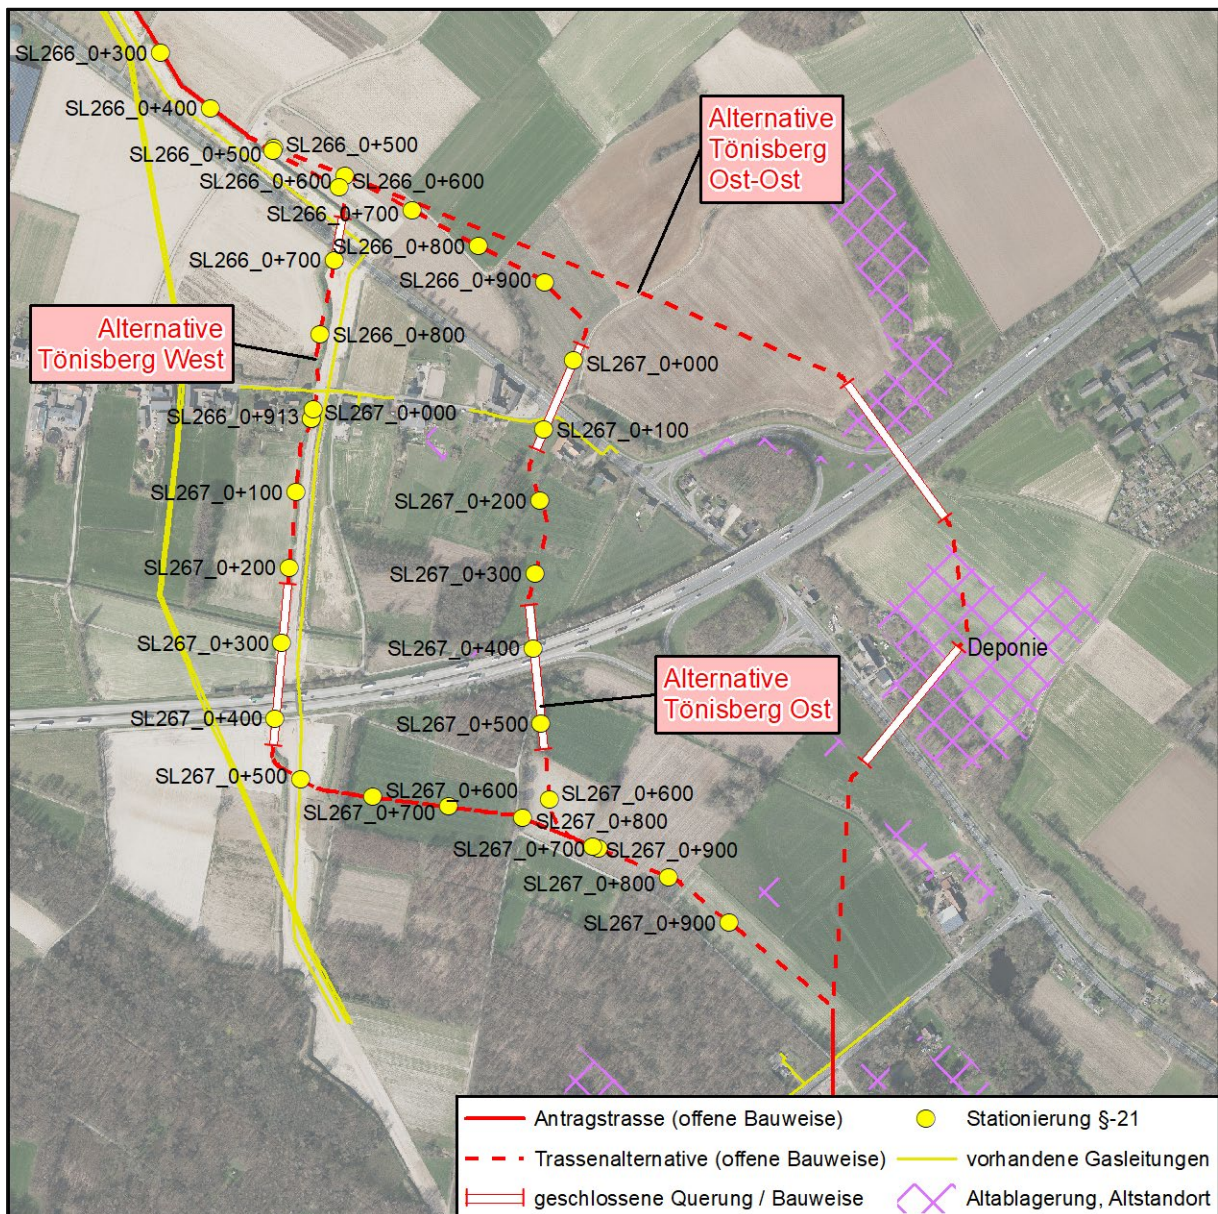 SL266_0+300
SL266_0+400
SL266_0+500
SL266_0+500
SL266_0+600
SL266_0+600
SL266_0+700
SL266_0+800
SL266_0+700
SL266_0+900
Alternative
Tönisberg
Ost-Ost
Alternative
Tönisberg West
SL266_0+800
SL267_0+000
SL267_0+000
SL266_0+913
SL267_0+100
SL267_0+100
SL267_0+200
SL267_0+200
SL267_0+300
SL267_0+300
SL267_0+400
SL267_0+400
SL267_0+500
Deponie
Alternative
Tönisberg Ost
SL267_0+500
SL267_0+600
SL267_0+600
SL267_0+700
SL267_0+800
SL267_0+700
SL267_0+900
SL267_0+800
SL267_0+900
Antragstrasse (offene Bauweise)
Stationierung §-21
Trassenalternative (offene Bauweise)
vorhandene Gasleitungen
geschlossene Querung / Bauweise
Altablagerung, Altstandort